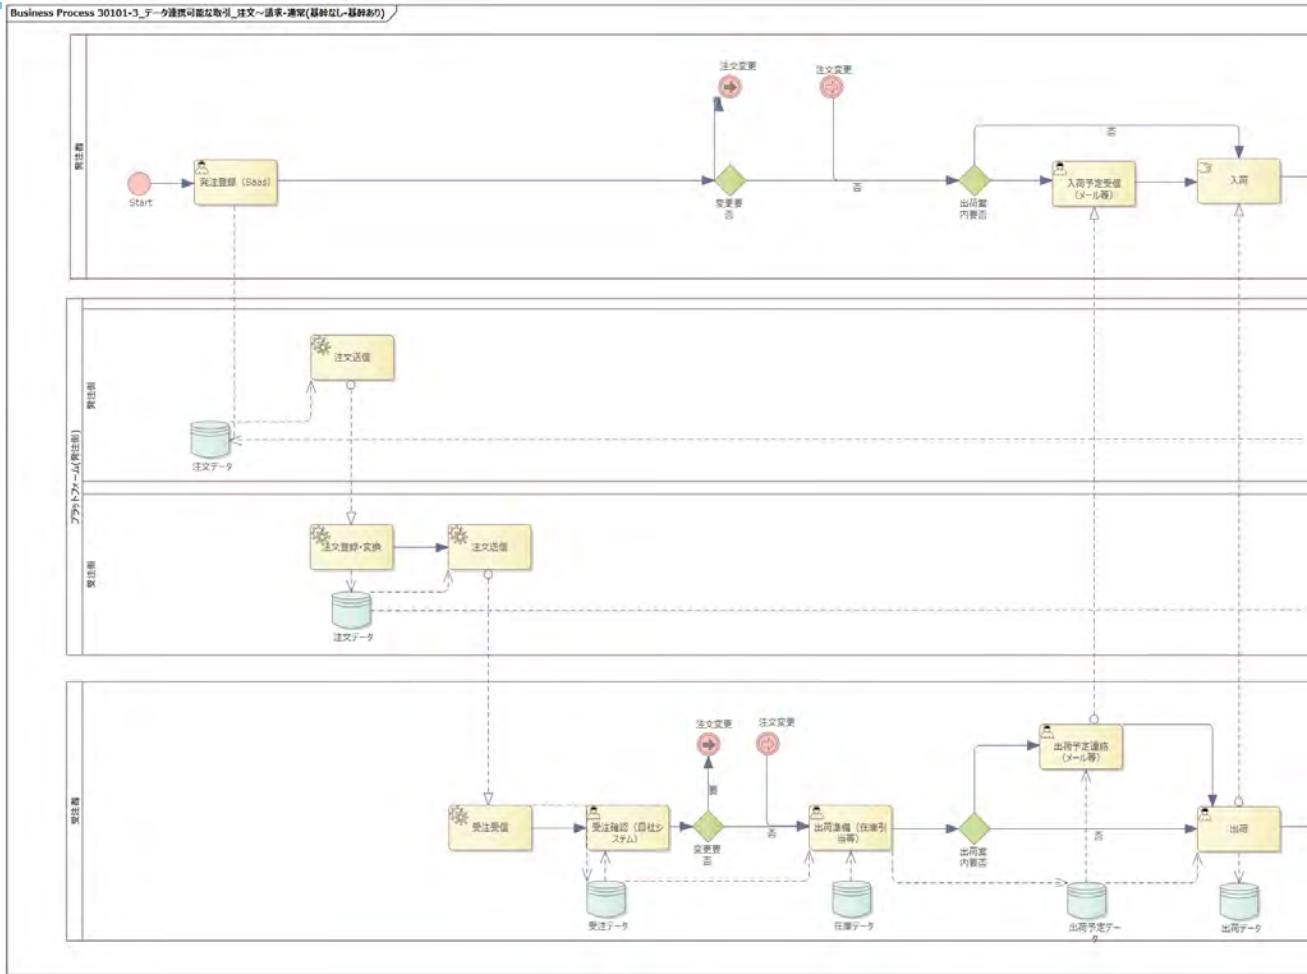 Business Process 30101-3_データ連携可能な取引_注文～請求-通常(基幹なし-基幹あり)
発注者
Start
発注登録（Saas）
注文変更
変更要
否
注文変更
否
出荷案
内要否
否
入荷予定受信
（メール等）
入荷
プラットフォーム(発注側)
発注側
注文送信
注文データ
受注側
注文登録・変換
注文送信
注文データ
受注者
受注受信
受注確認（自社シ
ステム）
受注データ
注文変更
要
変更要
否
注文変更
否
出荷準備（在庫引
当等）
在庫データ
出荷案
内要否
否
出荷予定連絡
（メール等）
出荷予定デー
タ
出荷
出荷データ